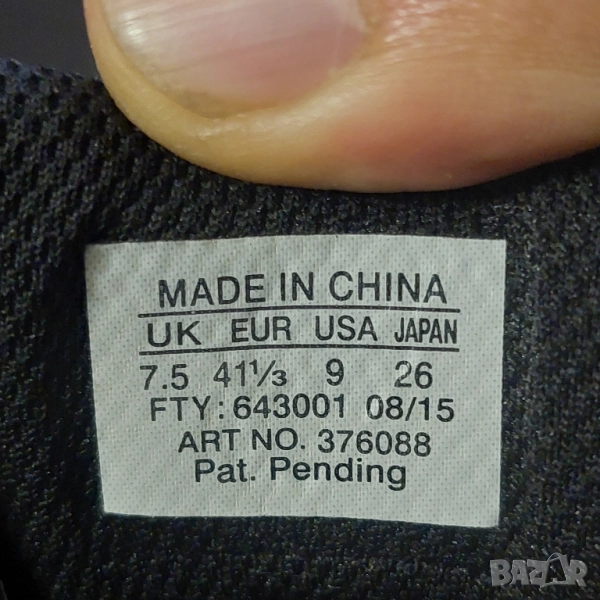 MADE IN CHINA
UK EUR USA JAPAN
7.5 41⅓ 9 26
FTY: 643001 08/15
ART NO. 376088
Pat. Pending
BAZAR